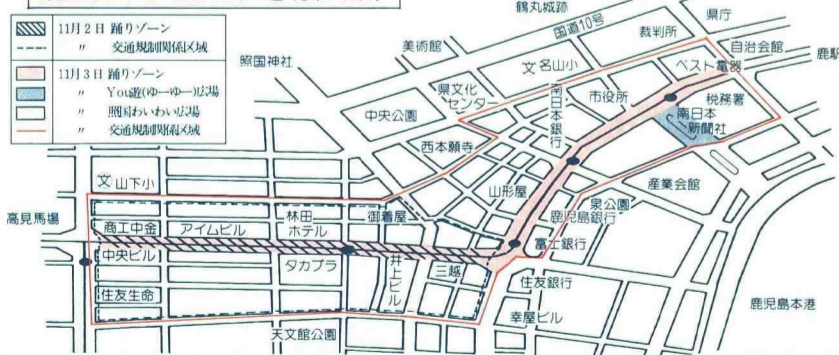 11月2日 踊りゾーン
〃 交通規制関係区域
11月3日 踊りゾーン
〃 You遊(ゆーゆー)広場
〃 照国わいわい広場
〃 交通規制関係区域
鶴丸城跡
国道10号
裁判所
県庁
自治会館
美術館
照国神社
文 名山小
ベスト電器
鹿駅
県文化
センター
市役所
税務署
中央公園
南日本銀行
南日本
新聞社
西本願寺
文 山下小
山形屋
産業会館
泉公園
高見馬場
商工中金
アイムビル
林田
ホテル
御着屋
鹿児島銀行
富士銀行
中央ビル
タカプラ
井上ビル
三越
住友銀行
住友生命
幸屋ビル
鹿児島本港
天文館公園